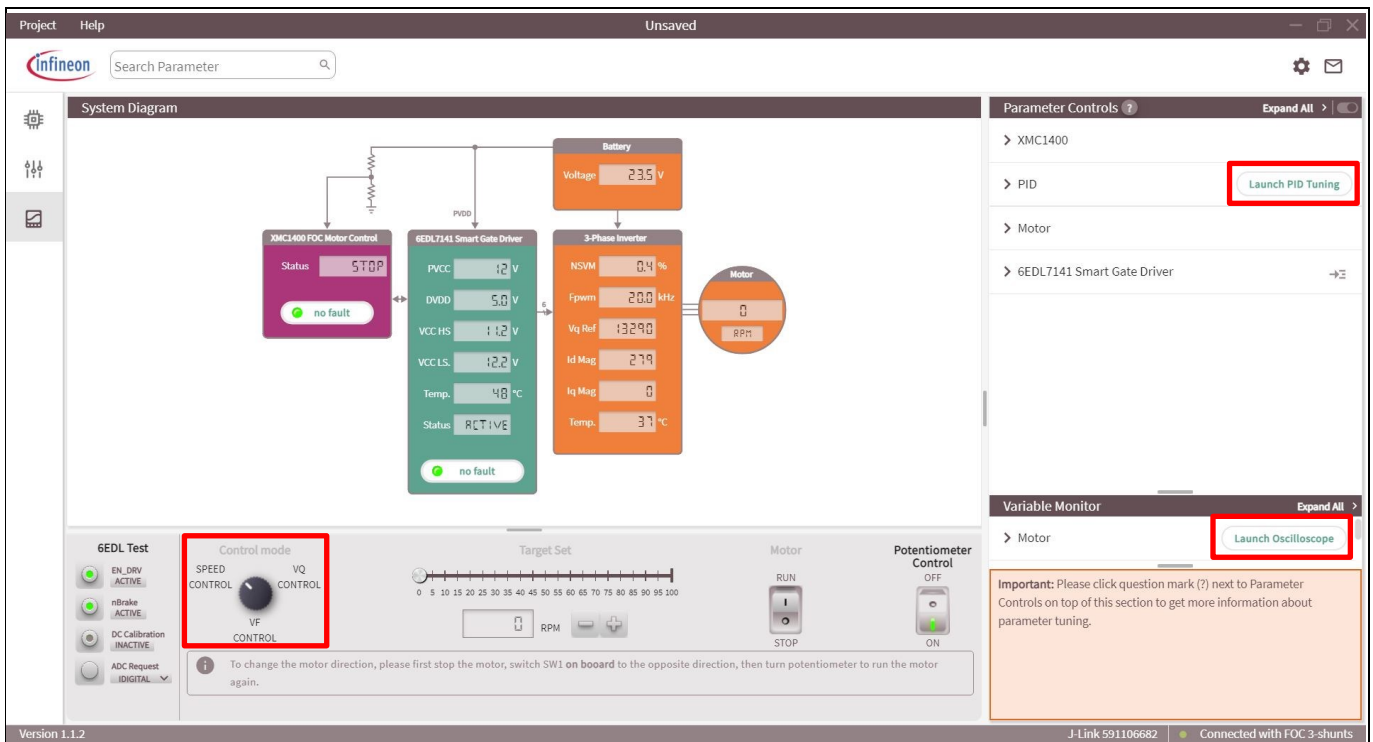 Project Help Unsaved
infineon Search Parameter
System Diagram
Battery
Voltage 23.5 V
PVDD
XMC1400 FOC Motor Control
Status STOP
no fault
6EDL7141 Smart Gate Driver
PVCC 12 V
DVDD 5.0 V
VCC HS 11.2 V
VCC LS. 12.2 V
Temp. 48 °C
Status ACTIVE
no fault
6
3-Phase Inverter
NSVM 0.4 %
Fpwm 20.0 kHz
Vq Ref 13290
Id Mag 279
Iq Mag 0
Temp. 37 °C
Motor
0
RPM
Parameter Controls ? Expand All >
> XMC1400
> PID Launch PID Tuning
> Motor
> 6EDL7141 Smart Gate Driver
Variable Monitor Expand All >
> Motor Launch Oscilloscope
Important: Please click question mark (?) next to Parameter
Controls on top of this section to get more information about
parameter tuning.
6EDL Test
EN_DRV
ACTIVE
nBrake
ACTIVE
DC Calibration
INACTIVE
ADC Request
IDIGITAL
Control mode
SPEED
CONTROL
VQ
CONTROL
VF
CONTROL
Target Set
0 5 10 15 20 25 30 35 40 45 50 55 60 65 70 75 80 85 90 95 100
0 RPM
Motor
RUN
STOP
Potentiometer
Control
OFF
ON
To change the motor direction, please first stop the motor, switch SW1 on booard to the opposite direction, then turn potentiometer to run the motor
again.
Version 1.1.2 J-Link 591106682 Connected with FOC 3-shunts